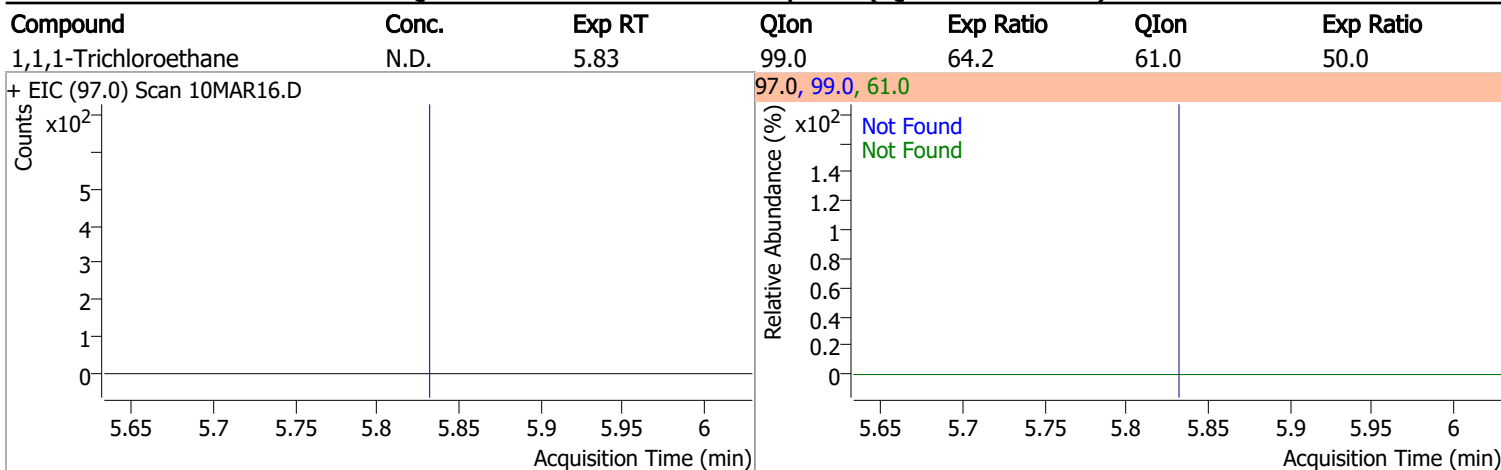 Compound Conc. Exp RT QIon Exp Ratio QIon Exp Ratio
1,1,1-Trichloroethane N.D. 5.83 99.0 64.2 61.0 50.0
+ EIC (97.0) Scan 10MAR16.D
Counts
x10²
5
4
3
2
1
0
5.65 5.7 5.75 5.8 5.85 5.9 5.95 6
Acquisition Time (min)
97.0, 99.0, 61.0
Relative Abundance (%)
x10²
Not Found
Not Found
1.4
1.2
1
0.8
0.6
0.4
0.2
0
5.65 5.7 5.75 5.8 5.85 5.9 5.95 6
Acquisition Time (min)